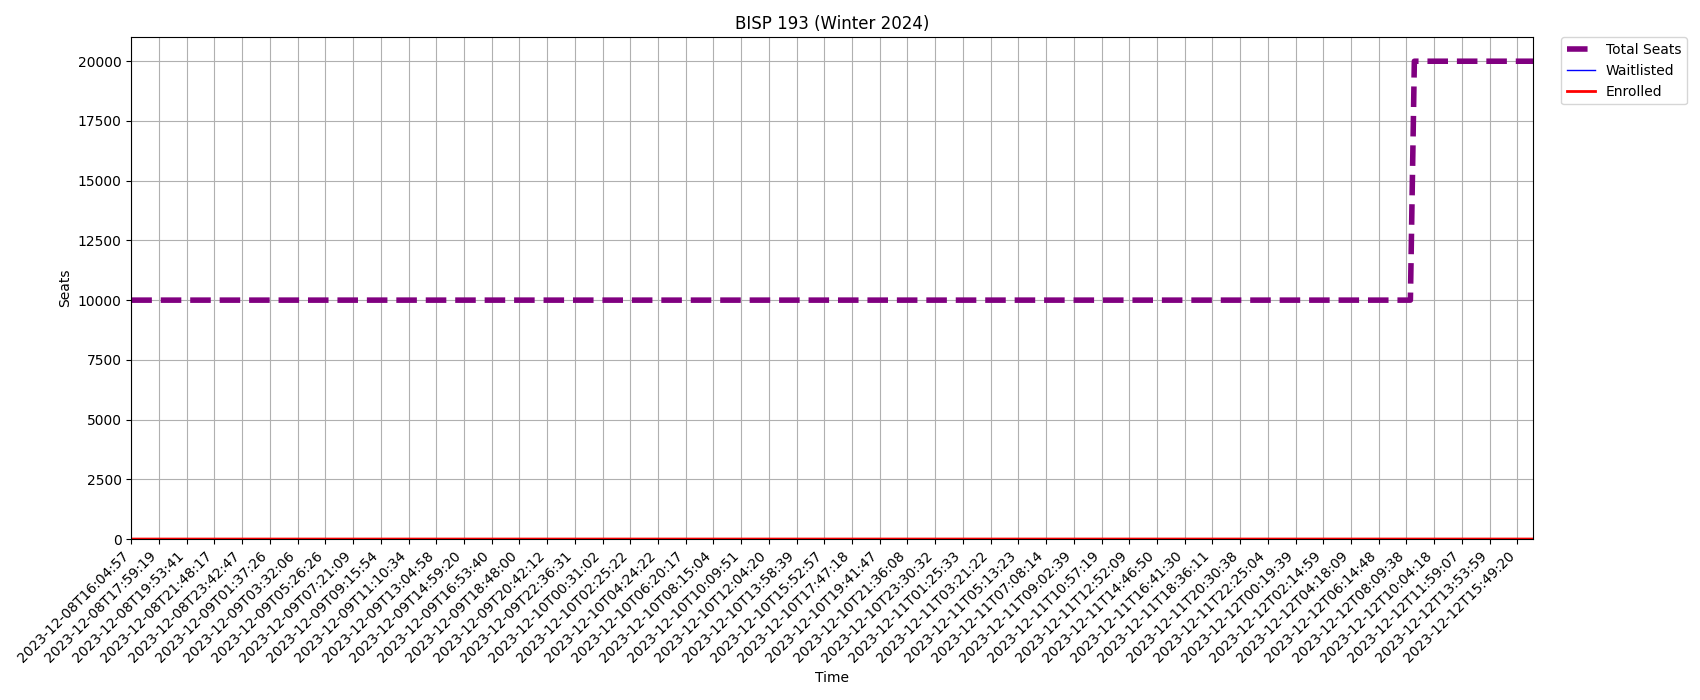 BISP 193 (Winter 2024)
Total Seats
Waitlisted
Enrolled
20000
17500
15000
12500
10000
7500
5000
2500
0
Seats
2023-12-08T16:04:57
2023-12-08T17:59:19
2023-12-08T19:53:41
2023-12-08T21:48:17
2023-12-08T23:42:47
2023-12-09T01:37:26
2023-12-09T03:32:06
2023-12-09T05:26:26
2023-12-09T07:21:09
2023-12-09T09:15:54
2023-12-09T11:10:34
2023-12-09T13:04:58
2023-12-09T14:59:20
2023-12-09T16:53:40
2023-12-09T18:48:00
2023-12-09T20:42:12
2023-12-09T22:36:31
2023-12-10T00:31:02
2023-12-10T02:25:22
2023-12-10T04:24:22
2023-12-10T06:20:17
2023-12-10T08:15:04
2023-12-10T10:09:51
2023-12-10T12:04:20
2023-12-10T13:58:39
2023-12-10T15:52:57
2023-12-10T17:47:18
2023-12-10T19:41:47
2023-12-10T21:36:08
2023-12-10T23:30:32
2023-12-11T01:25:33
2023-12-11T03:21:22
2023-12-11T05:13:23
2023-12-11T07:08:14
2023-12-11T09:02:39
2023-12-11T10:57:19
2023-12-11T12:52:09
2023-12-11T14:46:50
2023-12-11T16:41:30
2023-12-11T18:36:11
2023-12-11T20:30:38
2023-12-11T22:25:04
2023-12-12T00:19:39
2023-12-12T02:14:59
2023-12-12T04:18:09
2023-12-12T06:14:48
2023-12-12T08:09:38
2023-12-12T10:04:18
2023-12-12T11:59:07
2023-12-12T13:53:59
2023-12-12T15:49:20
Time